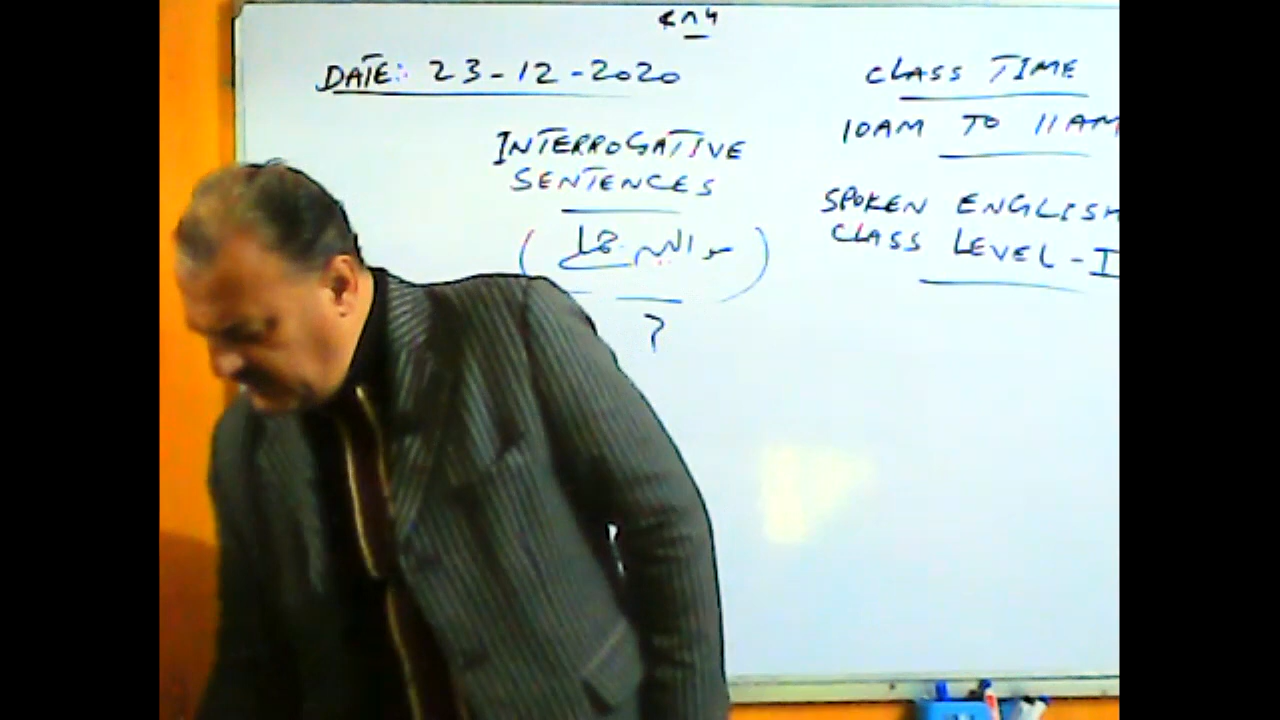 DATE: 23-12-2020
INTERROGATIVE
SENTENCES
(سوالیہ جملے)
?
CLASS TIME
10AM TO 11AM
SPOKEN ENGLISH
CLASS LEVEL-I